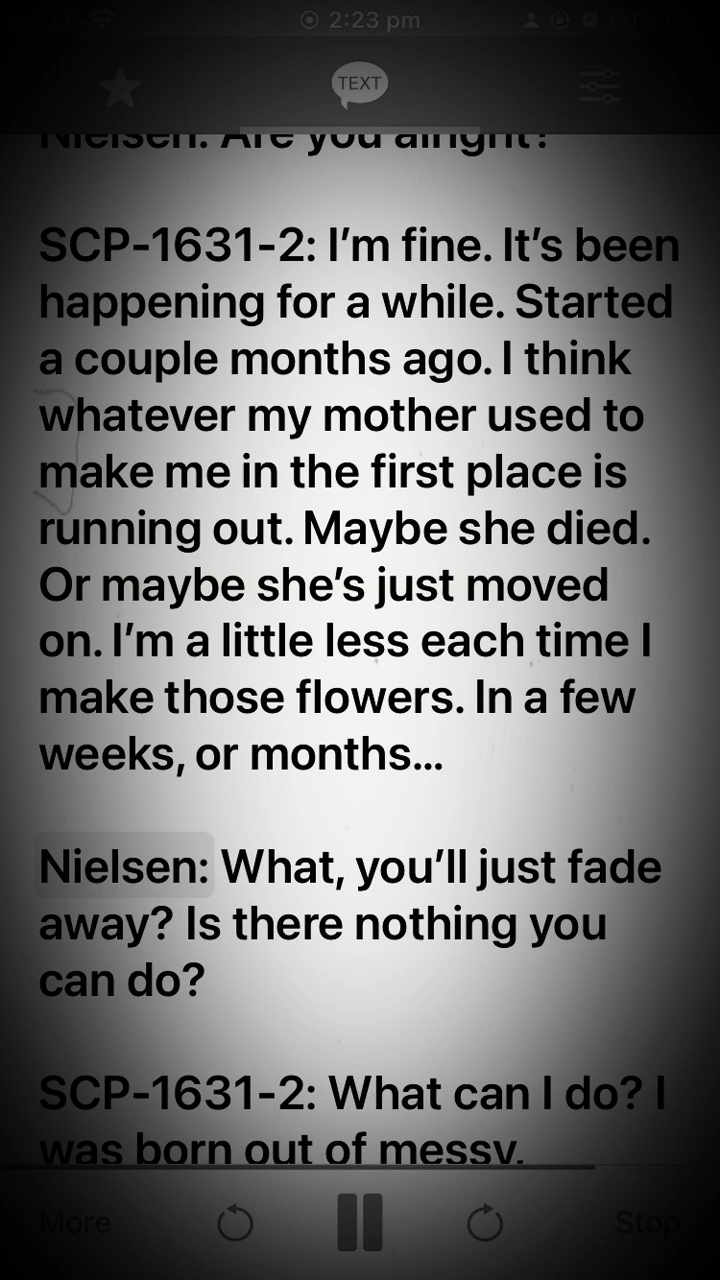 2:23 pm
TEXT
Nielsen: Are you alright?
SCP-1631-2: I’m fine. It’s been
happening for a while. Started
a couple months ago. I think
whatever my mother used to
make me in the first place is
running out. Maybe she died.
Or maybe she’s just moved
on. I’m a little less each time I
make those flowers. In a few
weeks, or months...
Nielsen: What, you’ll just fade
away? Is there nothing you
can do?
SCP-1631-2: What can I do? I
was born out of messy,
More
Stop